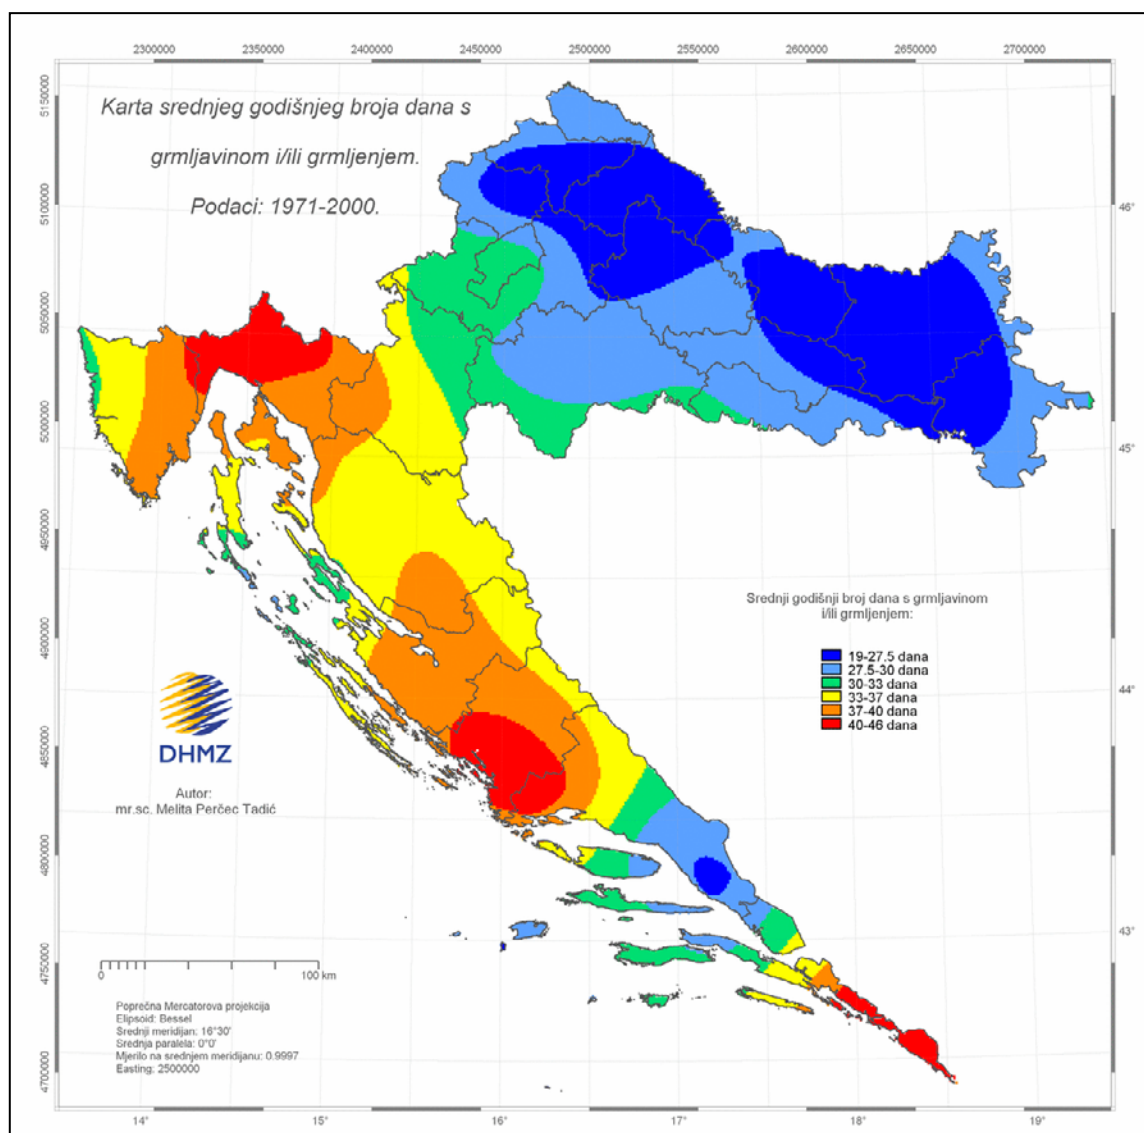 2300000 2350000 2400000 2450000 2500000 2550000 2600000 2650000 2700000
Karta srednjeg godišnjeg broja dana s
grmljavinom i/ili grmljenjem.
Podaci: 1971-2000.
5150000
5100000
5050000
5000000
4950000
4900000
4850000
4800000
4750000
4700000
46°
45°
44°
43°
Srednji godišnji broj dana s grmljavinom
i/ili grmljenjem:
19-27.5 dana
27.5-30 dana
30-33 dana
33-37 dana
37-40 dana
40-46 dana
DHMZ
Autor:
mr.sc. Melita Perčec Tadić
0 100 km
Poprečna Mercatorova projekcija
Elipsoid: Bessel
Srednji meridijan: 16°30'
Srednja paralela: 0°0'
Mjerilo na srednjem meridijanu: 0.9997
Easting: 2500000
14° 15° 16° 17° 18° 19°